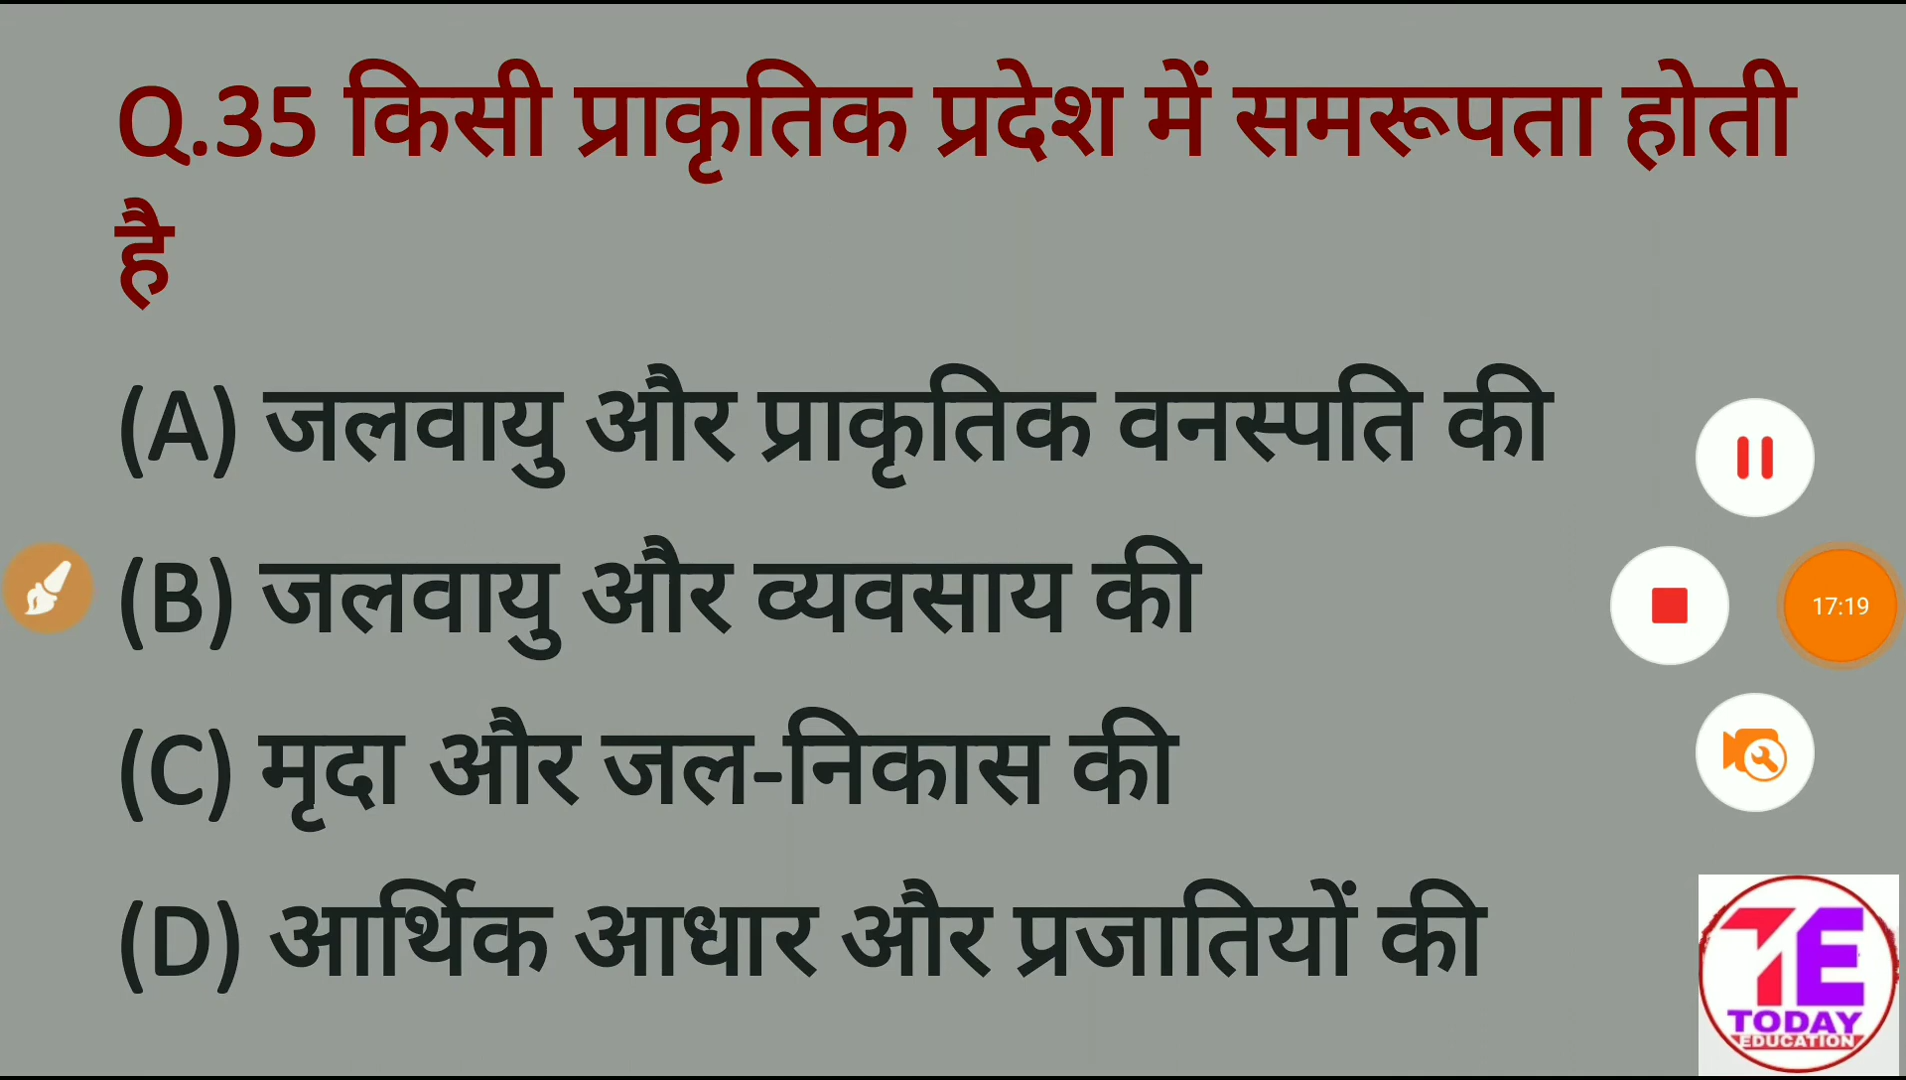 Q.35 किसी प्राकृतिक प्रदेश में समरूपता होती
है
(A) जलवायु और प्राकृतिक वनस्पति की
(B) जलवायु और व्यवसाय की
(C) मृदा और जल-निकास की
(D) आर्थिक आधार और प्रजातियों की
17:19
TE
TODAY
EDUCATION